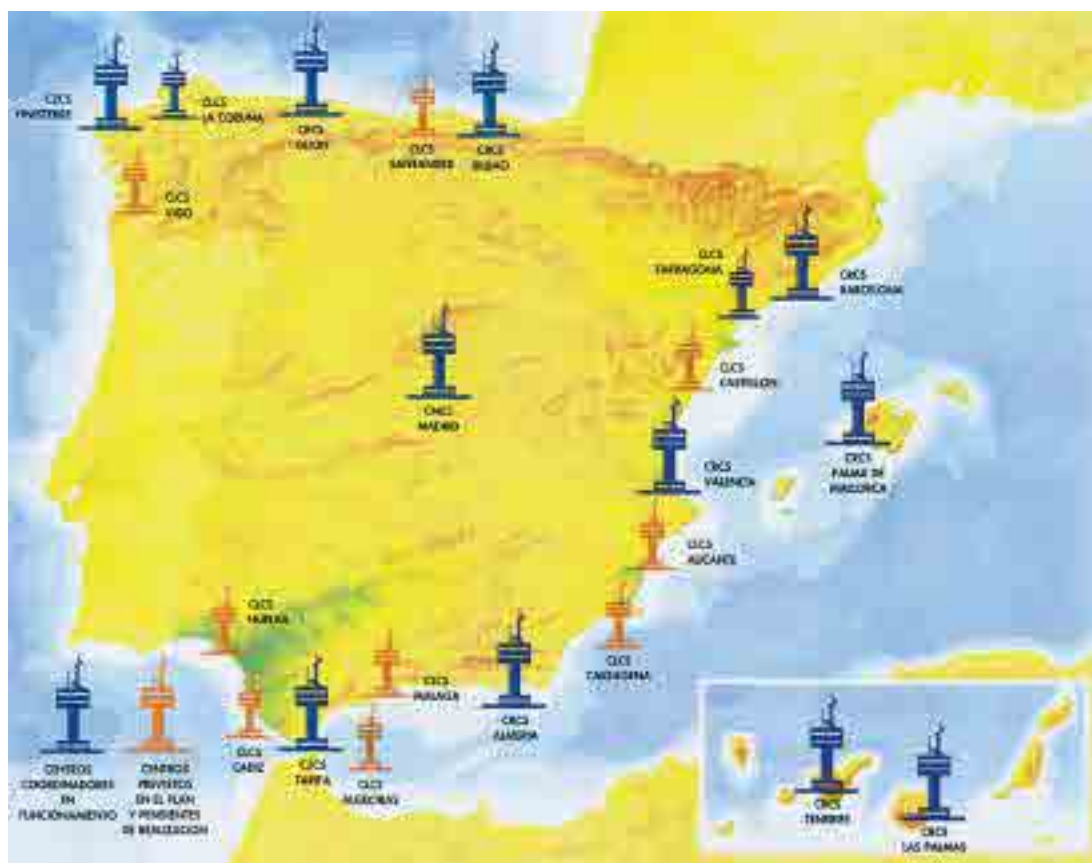 CZCS
FINISTERRE
CLCS
LA CORUÑA
CRCS
GIJON
CLCS
SANTANDER
CRCS
BILBAO
CLCS
VIGO
CLCS
TARRAGONA
CRCS
BARCELONA
CLCS
CASTELLON
CNCS
MADRID
CRCS
VALENCIA
CRCS
PALMA DE
MALLORCA
CLCS
ALICANTE
CLCS
HUELVA
CLCS
CARTAGENA
CLCS
MALAGA
CRCS
ALMERIA
CLCS
CADIZ
CZCS
TARIFA
CLCS
ALGECIRAS
CENTROS
COORDINADORES
EN
FUNCIONAMIENTO
CENTROS
PREVISTOS
EN EL PLAN
Y PENDIENTES
DE REALIZACION
CRCS
TENERIFE
CRCS
LAS PALMAS